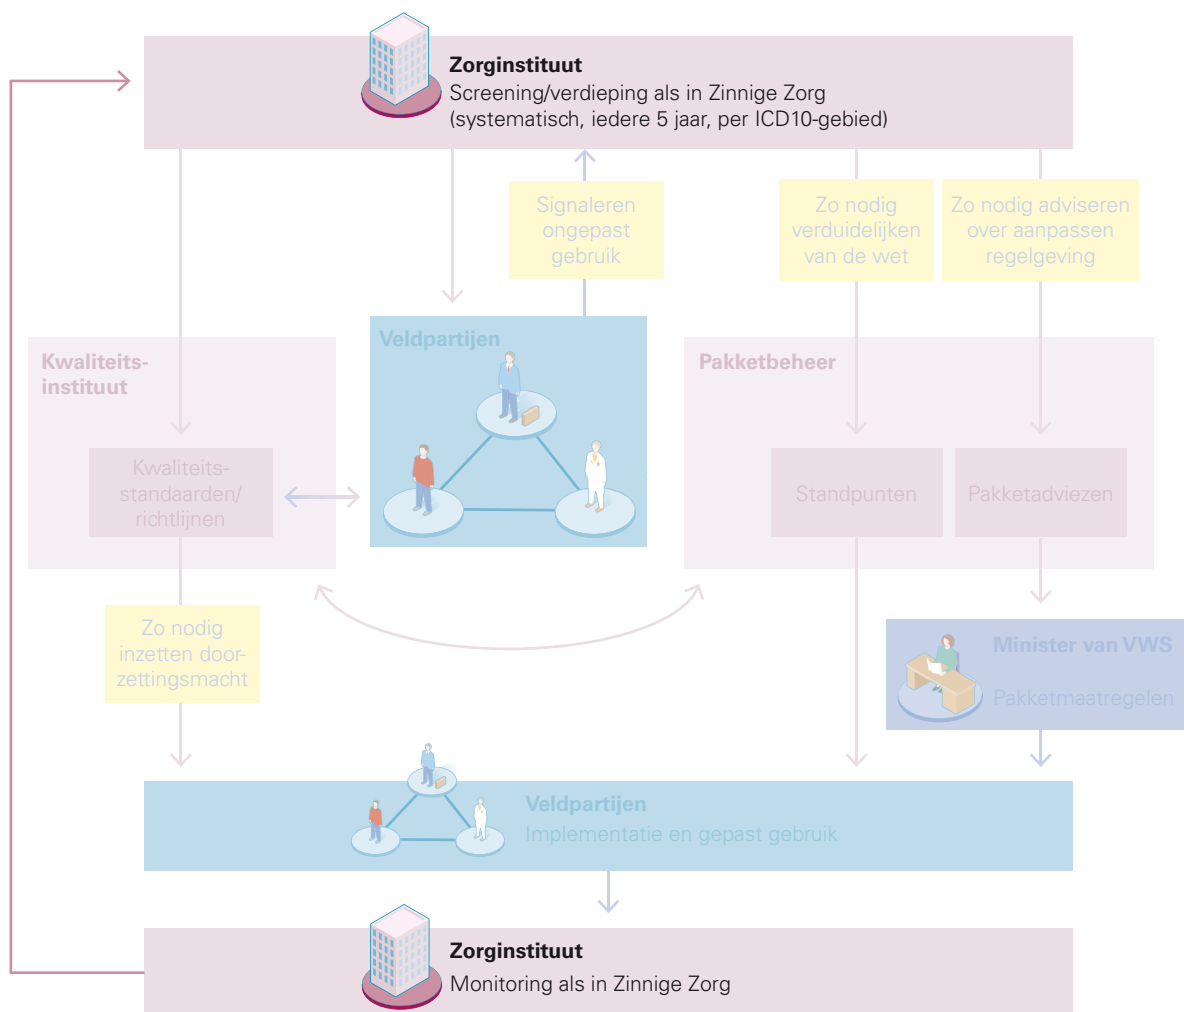 Zorginstituut
Screening/verdieping als in Zinnige Zorg
(systematisch, iedere 5 jaar, per ICD10-gebied)
Signaleren
ongepast
gebruik
Zo nodig
verduidelijken
van de wet
Zo nodig adviseren
over aanpassen
regelgeving
Kwaliteits-
instituut
Veldpartijen
Pakketbeheer
Kwaliteits-
standaarden/
richtlijnen
Standpunten
Pakketadviezen
Zo nodig
inzetten door-
zettingsmacht
Minister van VWS
Pakketmaatregelen
Veldpartijen
Implementatie en gepast gebruik
Zorginstituut
Monitoring als in Zinnige Zorg